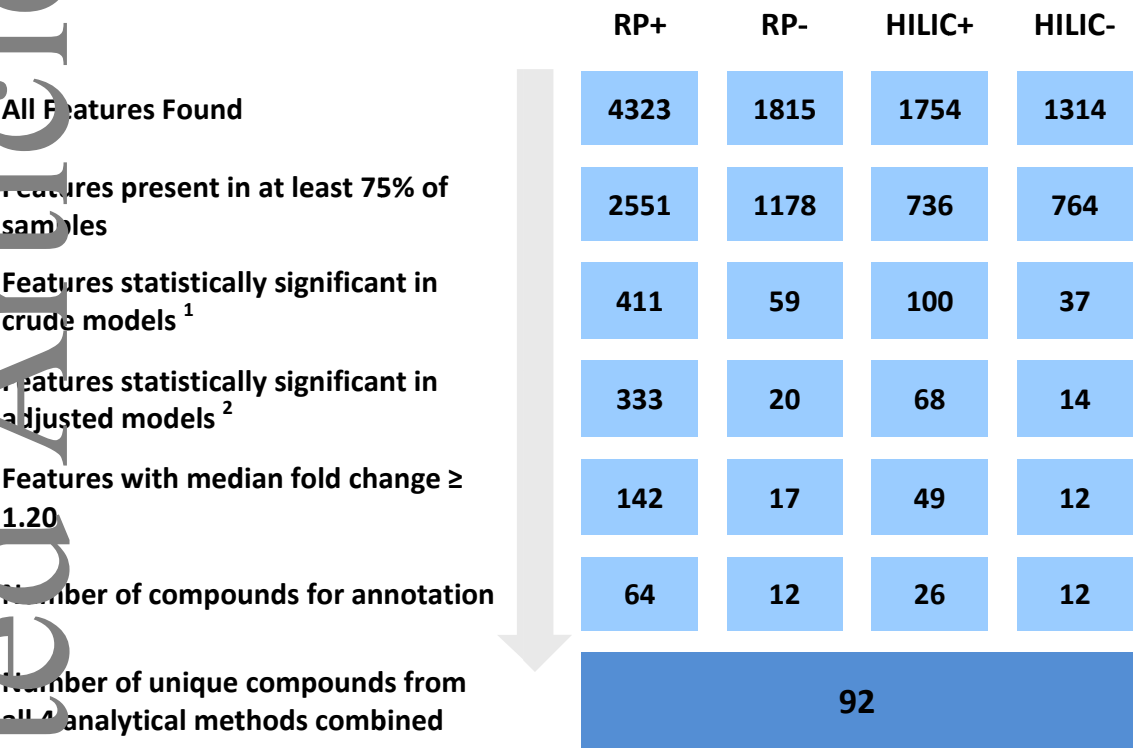 RP+ RP- HILIC+ HILIC-
All Features Found 4323 1815 1754 1314
Features present in at least 75% of
samples 2551 1178 736 764
Features statistically significant in
crude models 1 411 59 100 37
Features statistically significant in
adjusted models 2 333 20 68 14
Features with median fold change ≥
1.20 142 17 49 12
Number of compounds for annotation 64 12 26 12
Number of unique compounds from
all 4 analytical methods combined 92
ted Articl